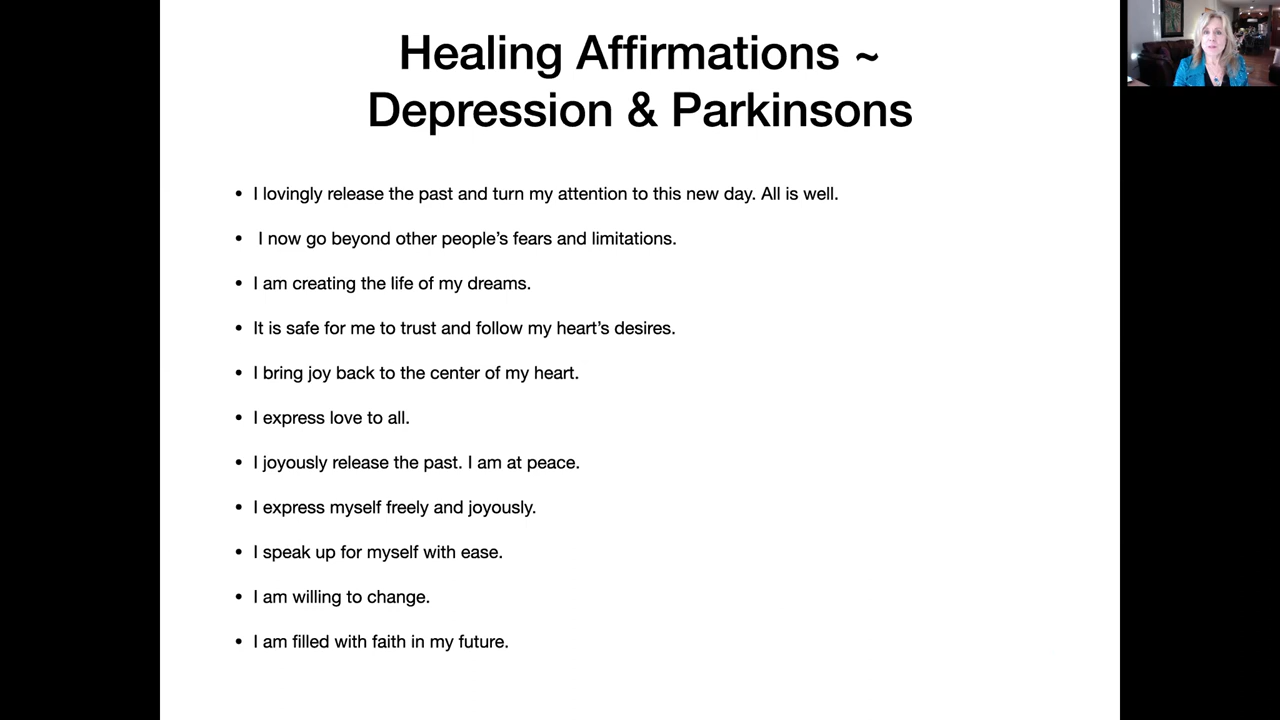 Healing Affirmations ~
Depression & Parkinsons
• I lovingly release the past and turn my attention to this new day. All is well.
• I now go beyond other people’s fears and limitations.
• I am creating the life of my dreams.
• It is safe for me to trust and follow my heart’s desires.
• I bring joy back to the center of my heart.
• I express love to all.
• I joyously release the past. I am at peace.
• I express myself freely and joyously.
• I speak up for myself with ease.
• I am willing to change.
• I am filled with faith in my future.